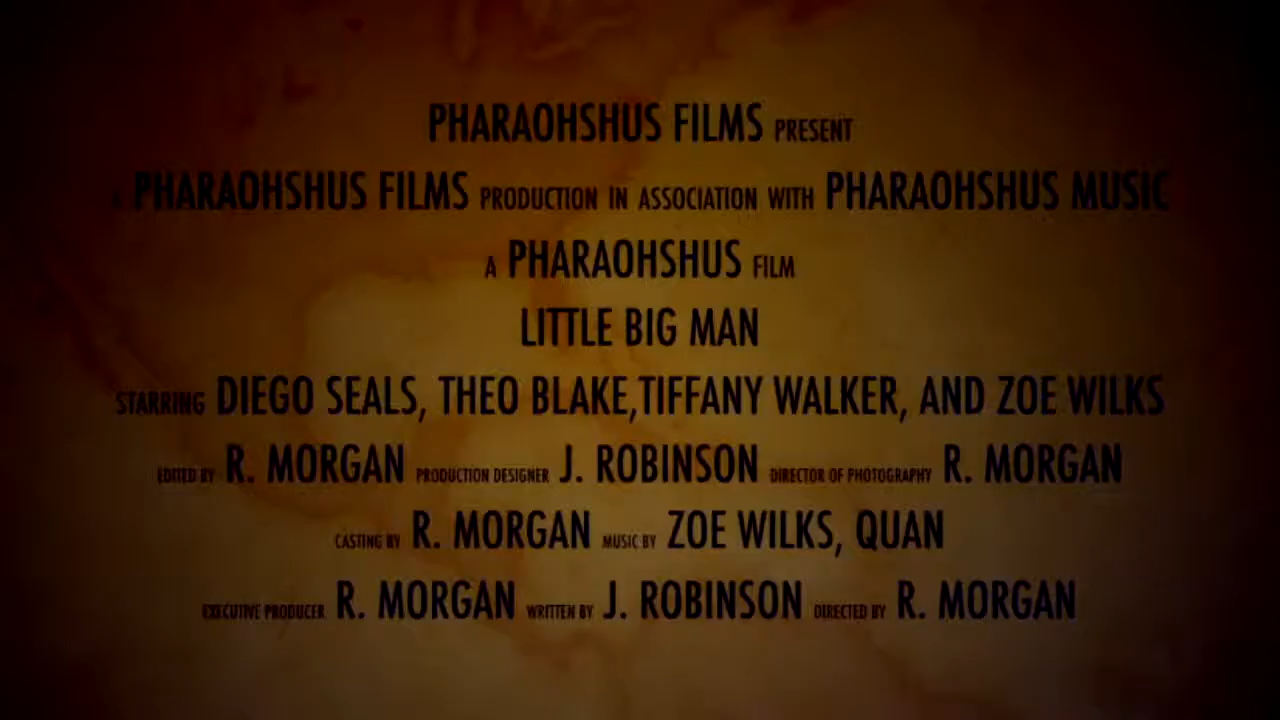 PHARAOHSHUS FILMS PRESENT
A PHARAOHSHUS FILMS PRODUCTION IN ASSOCIATION WITH PHARAOHSHUS MUSIC
A PHARAOHSHUS FILM
LITTLE BIG MAN
STARRING DIEGO SEALS, THEO BLAKE,TIFFANY WALKER, AND ZOE WILKS
EDITED BY R. MORGAN PRODUCTION DESIGNER J. ROBINSON DIRECTOR OF PHOTOGRAPHY R. MORGAN
CASTING BY R. MORGAN MUSIC BY ZOE WILKS, QUAN
EXECUTIVE PRODUCER R. MORGAN WRITTEN BY J. ROBINSON DIRECTED BY R. MORGAN